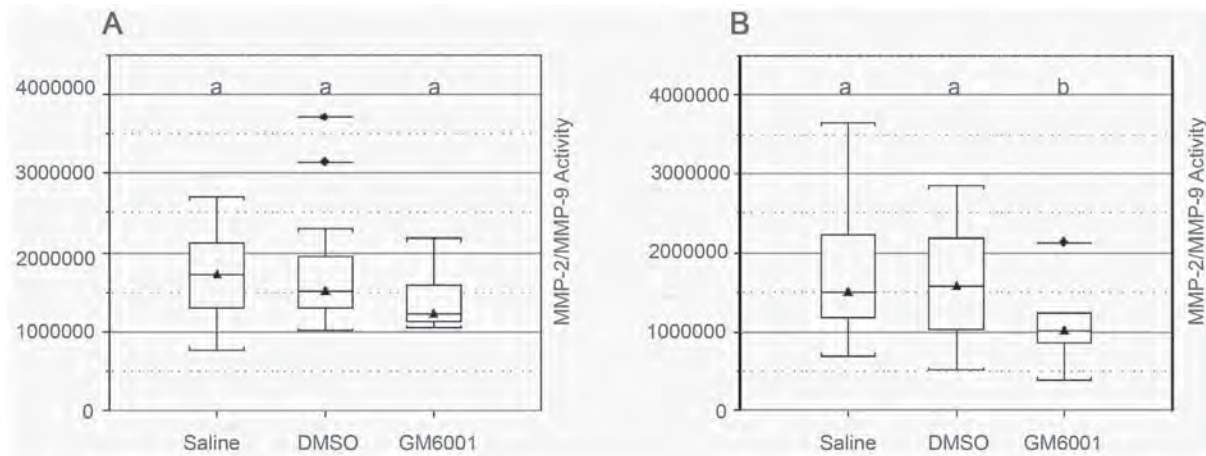 A
4000000
3000000
2000000
1000000
0
a a a
Saline DMSO GM6001
MMP-2/MMP-9 Activity
B
4000000
3000000
2000000
1000000
0
a a b
Saline DMSO GM6001
MMP-2/MMP-9 Activity